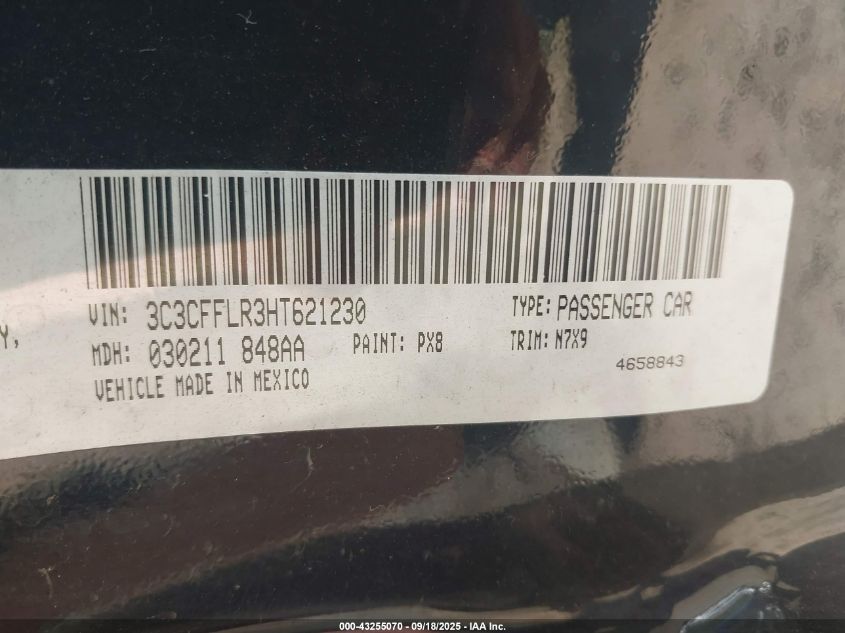 VIN: 3C3CFFLR3HT621230 TYPE: PASSENGER CAR
Y,
MDH: 030211 848AA PAINT: PX8 TRIM: N7X9
4658843
VEHICLE MADE IN MEXICO
000-43255070 - 09/18/2025 - IAA Inc.